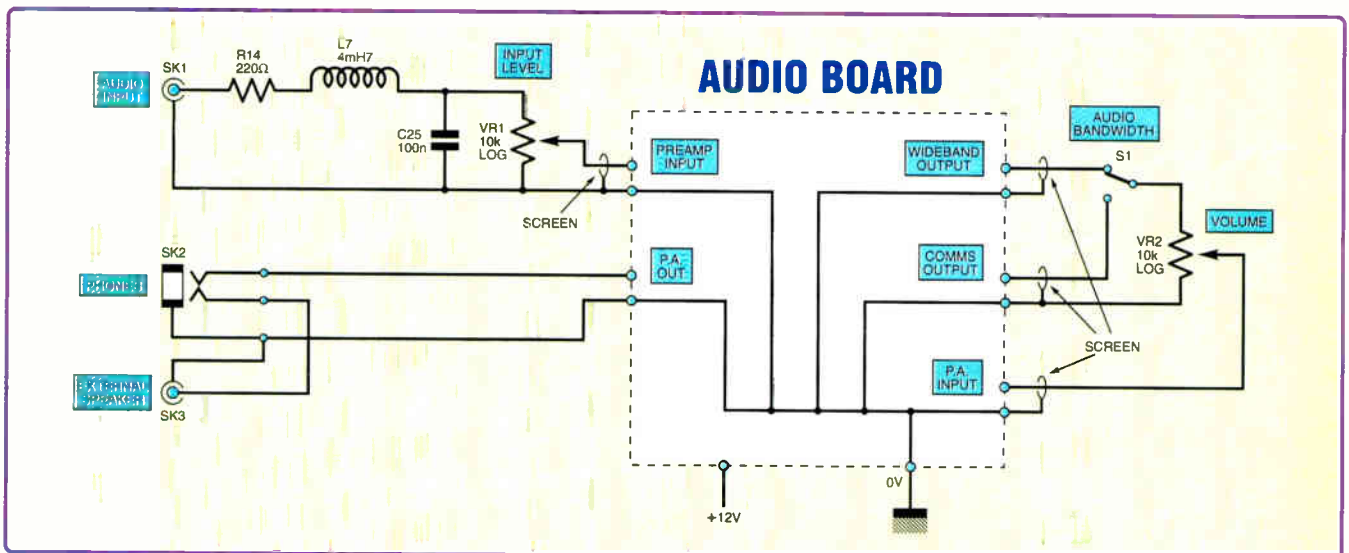 AUDIO BOARD
AUDIO
INPUT
SK1
R14
220Ω
L7
4mH7
C25
100n
INPUT
LEVEL
VR1
10k
LOG
SCREEN
PREAMP
INPUT
WIDEBAND
OUTPUT
AUDIO
BANDWIDTH
S1
VOLUME
VR2
10k
LOG
SK2
PHONES
P.A.
OUT
COMMS
OUTPUT
SCREEN
EXTERNAL
SPEAKER
SK3
P.A.
INPUT
+12V
0V